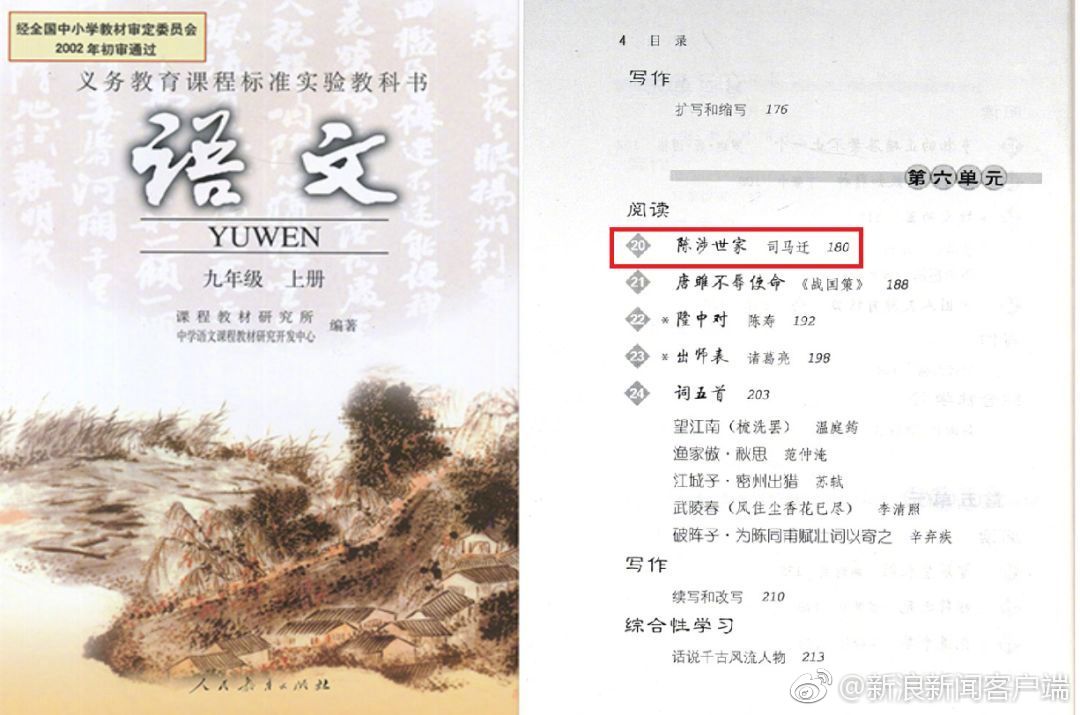 经全国中小学教材审定委员会
2002年初审通过
义务教育课程标准实验教科书
语文
YUWEN
九年级 上册
课程教材研究所
中学语文课程教材研究开发中心
编著
人民教育出版社
4 目录
写作
扩写和缩写 176
第六单元
阅读
20 陈涉世家 司马迁 180
21 唐雎不辱使命 《战国策》 188
22 *隆中对 陈寿 192
23 *出师表 诸葛亮 198
24 词五首 203
望江南(梳洗罢) 温庭筠
渔家傲·秋思 范仲淹
江城子·密州出猎 苏轼
武陵春(风住尘香花已尽) 李清照
破阵子·为陈同甫赋壮词以寄之 辛弃疾
写作
续写和改写 210
综合性学习
话说千古风流人物 213
@新浪新闻客户端